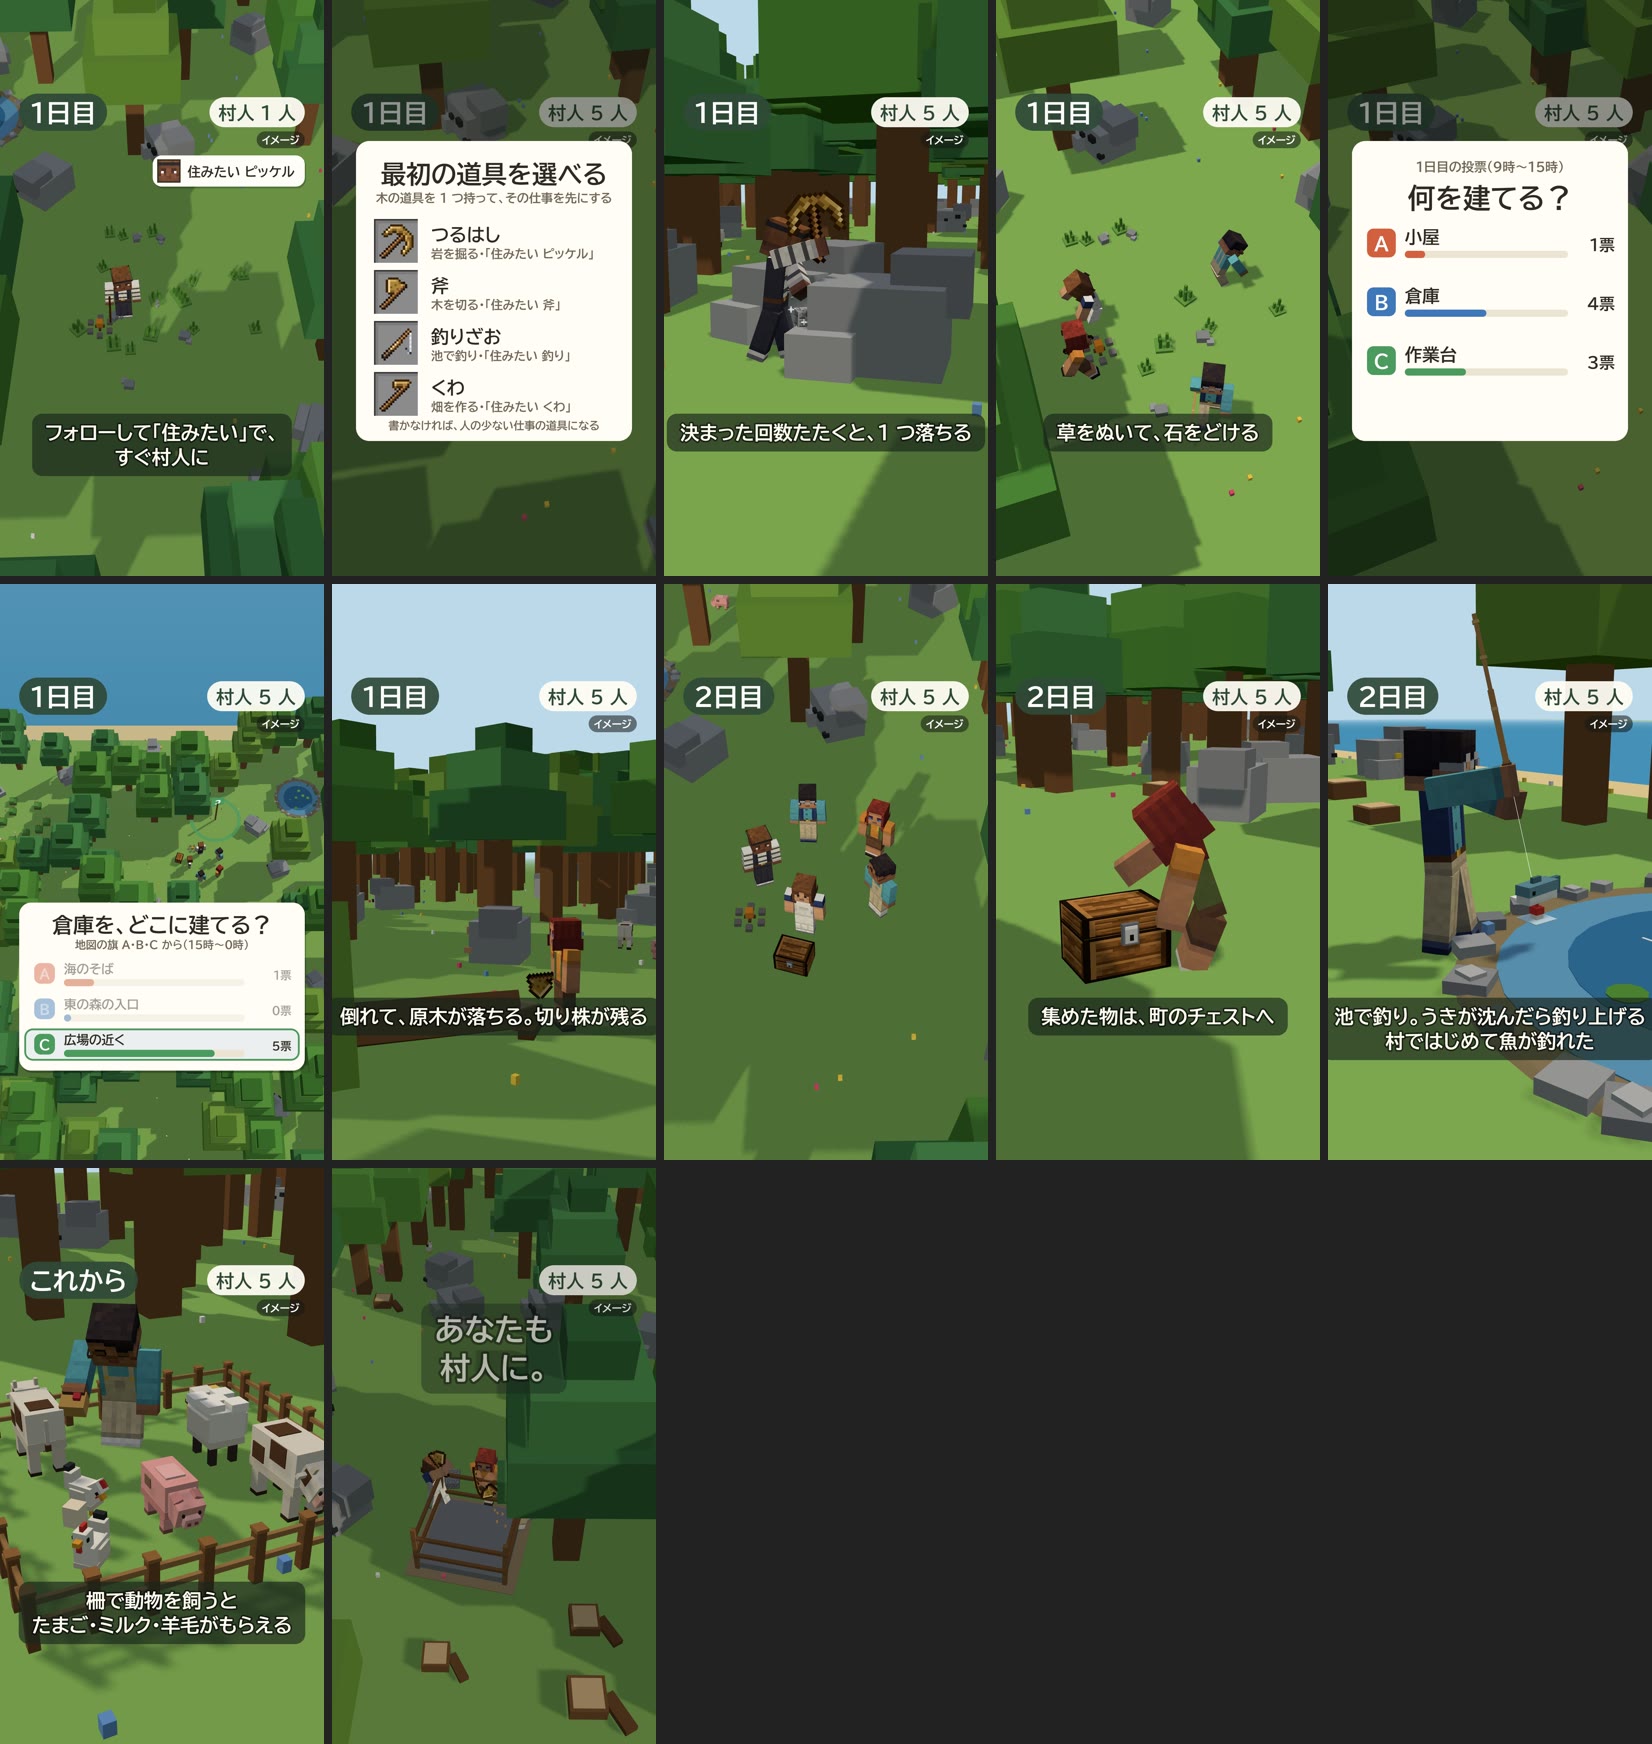 1日目
村人 1 人
イメージ
住みたい ピッケル
フォローして「住みたい」で、
すぐ村人に
1日目
村人 5 人
イメージ
最初の道具を選べる
木の道具を 1 つ持って、その仕事を先にする
つるはし
岩を掘る・「住みたい ピッケル」
斧
木を切る・「住みたい 斧」
釣りざお
池で釣り・「住みたい 釣り」
くわ
畑を作る・「住みたい くわ」
書かなければ、人の少ない仕事の道具になる
1日目
村人 5 人
イメージ
決まった回数たたくと、1 つ落ちる
1日目
村人 5 人
イメージ
草をぬいて、石をどける
1日目
村人 5 人
イメージ
1日目の投票(9時〜15時)
何を建てる?
A 小屋 1票
B 倉庫 4票
C 作業台 3票
1日目
村人 5 人
イメージ
倉庫を、どこに建てる?
地図の旗 A・B・C から(15時〜0時)
A 海のそば 1票
B 東の森の入口 0票
C 広場の近く 5票
1日目
村人 5 人
イメージ
倒れて、原木が落ちる。切り株が残る
2日目
村人 5 人
イメージ
2日目
村人 5 人
イメージ
集めた物は、町のチェストへ
2日目
村人 5 人
イメージ
池で釣り。うきが沈んだら釣り上げる
村ではじめて魚が釣れた
これから
村人 5 人
イメージ
柵で動物を飼うと
たまご・ミルク・羊毛がもらえる
村人 5 人
イメージ
あなたも
村人に。